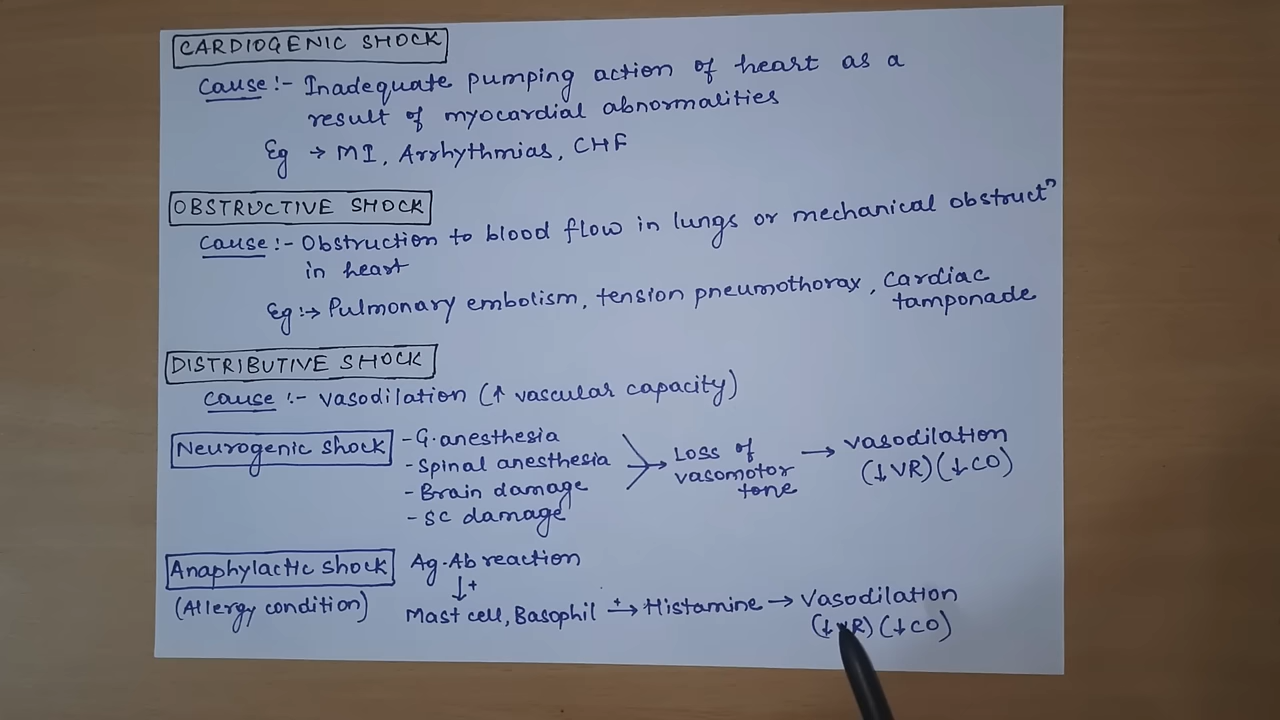 CARDIOGENIC SHOCK
Cause :- Inadequate pumping action of heart as a
result of myocardial abnormalities
Eg → MI, Arrhythmias, CHF
OBSTRUCTIVE SHOCK
Cause :- Obstruction to blood flow in lungs or mechanical obstructⁿ
in heart
Eg :→ Pulmonary embolism, tension pneumothorax, Cardiac
tamponade
DISTRIBUTIVE SHOCK
Cause :- Vasodilation (↑ vascular capacity)
Neurogenic shock
- G. anesthesia
- Spinal anesthesia
- Brain damage
- SC damage
→ Loss of
vasomotor
tone
→ vasodilation
(↓ VR) (↓ CO)
Anaphylactic shock
(Allergy condition)
Ag-Ab reaction
↓+
Mast cell, Basophil +→ Histamine → Vasodilation
(↓ VR) (↓ CO)